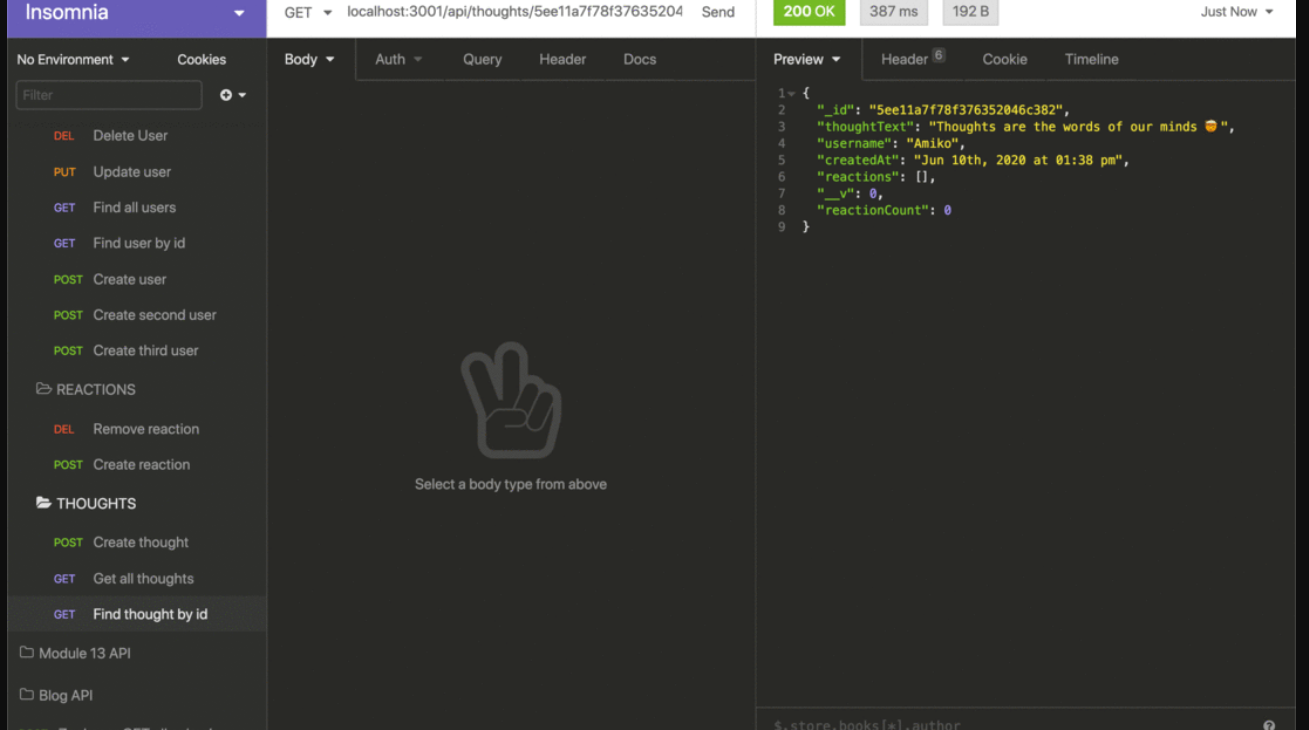 Insomnia
GET localhost:3001/api/thoughts/5ee11a7f78f37635204 Send
200 OK 387 ms 192 B Just Now
No Environment Cookies
Body Auth Query Header Docs
Preview Header 6 Cookie Timeline
Filter
DEL Delete User
PUT Update user
GET Find all users
GET Find user by id
POST Create user
POST Create second user
POST Create third user
REACTIONS
DEL Remove reaction
POST Create reaction
THOUGHTS
POST Create thought
GET Get all thoughts
GET Find thought by id
Module 13 API
Blog API
Select a body type from above
1 {
2 "_id": "5ee11a7f78f376352046c382",
3 "thoughtText": "Thoughts are the words of our minds 🤯",
4 "username": "Amiko",
5 "createdAt": "Jun 10th, 2020 at 01:38 pm",
6 "reactions": [],
7 "__v": 0,
8 "reactionCount": 0
9 }
$.store.books[*].author